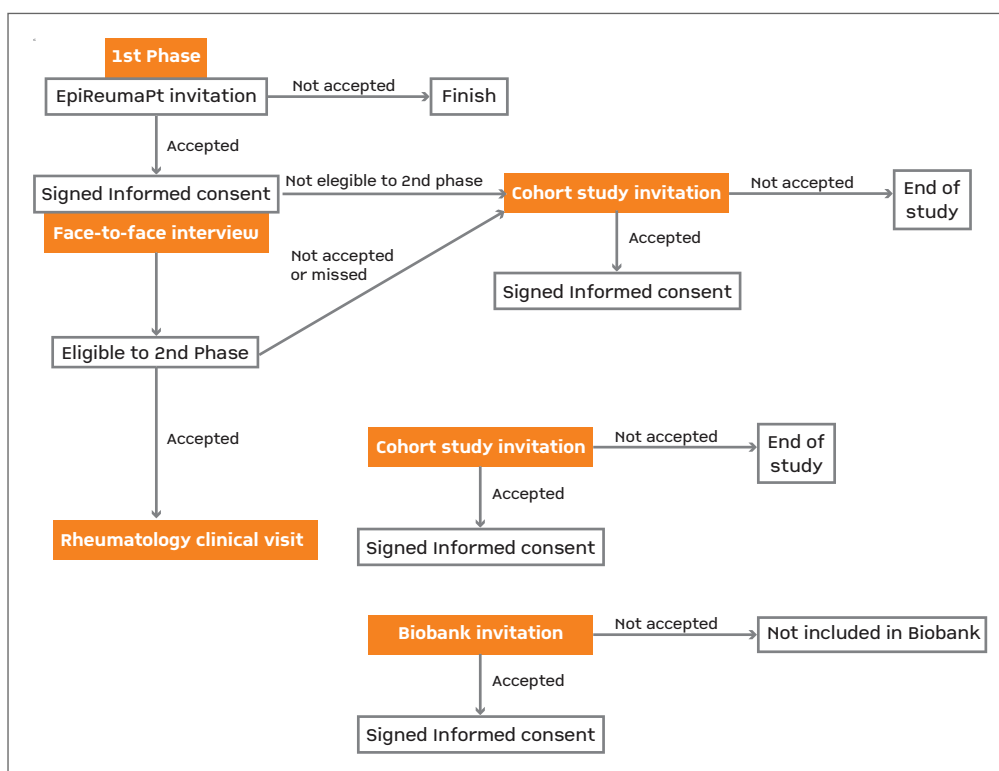 1st Phase
EpiReumaPt invitation
Not accepted
Finish
Accepted
Signed Informed consent
Not elegible to 2nd phase
Cohort study invitation
Not accepted
End of
study
Face-to-face interview
Accepted
Not accepted
or missed
Signed Informed consent
Eligible to 2nd Phase
Accepted
Cohort study invitation
Not accepted
End of
study
Accepted
Rheumatology clinical visit
Signed Informed consent
Biobank invitation
Not accepted
Not included in Biobank
Accepted
Signed Informed consent